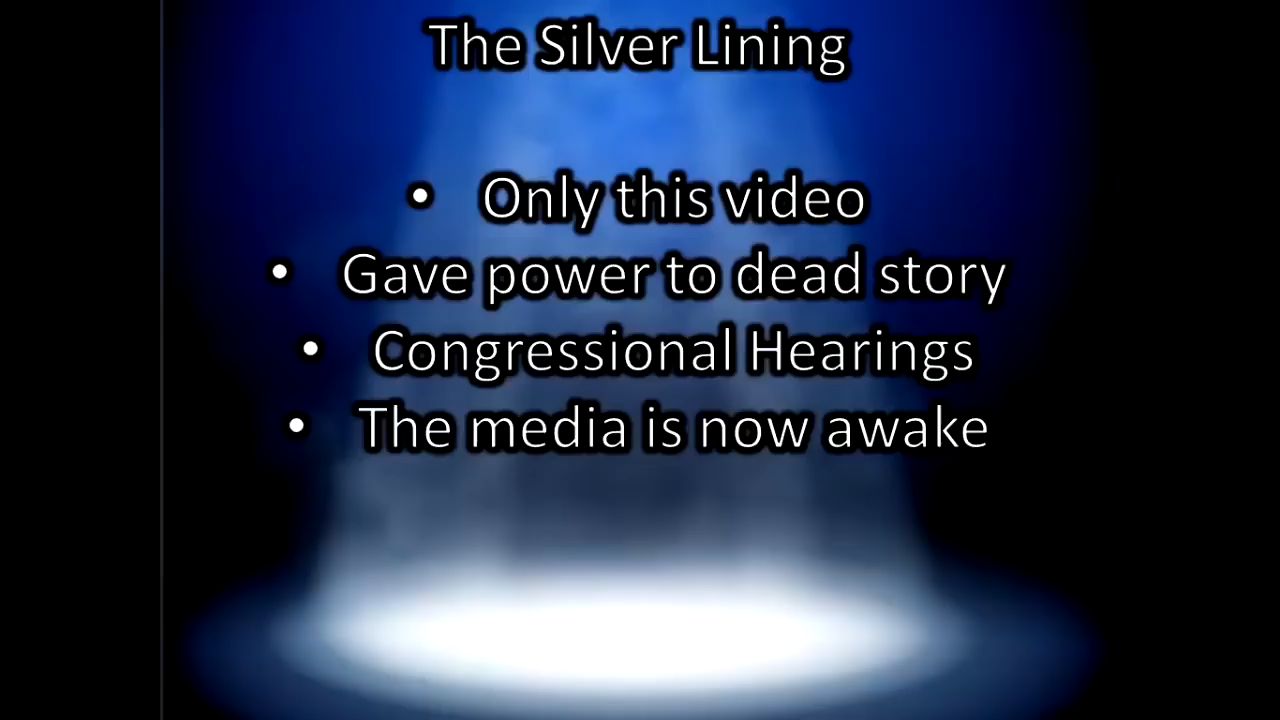 The Silver Lining
• Only this video
• Gave power to dead story
• Congressional Hearings
• The media is now awake